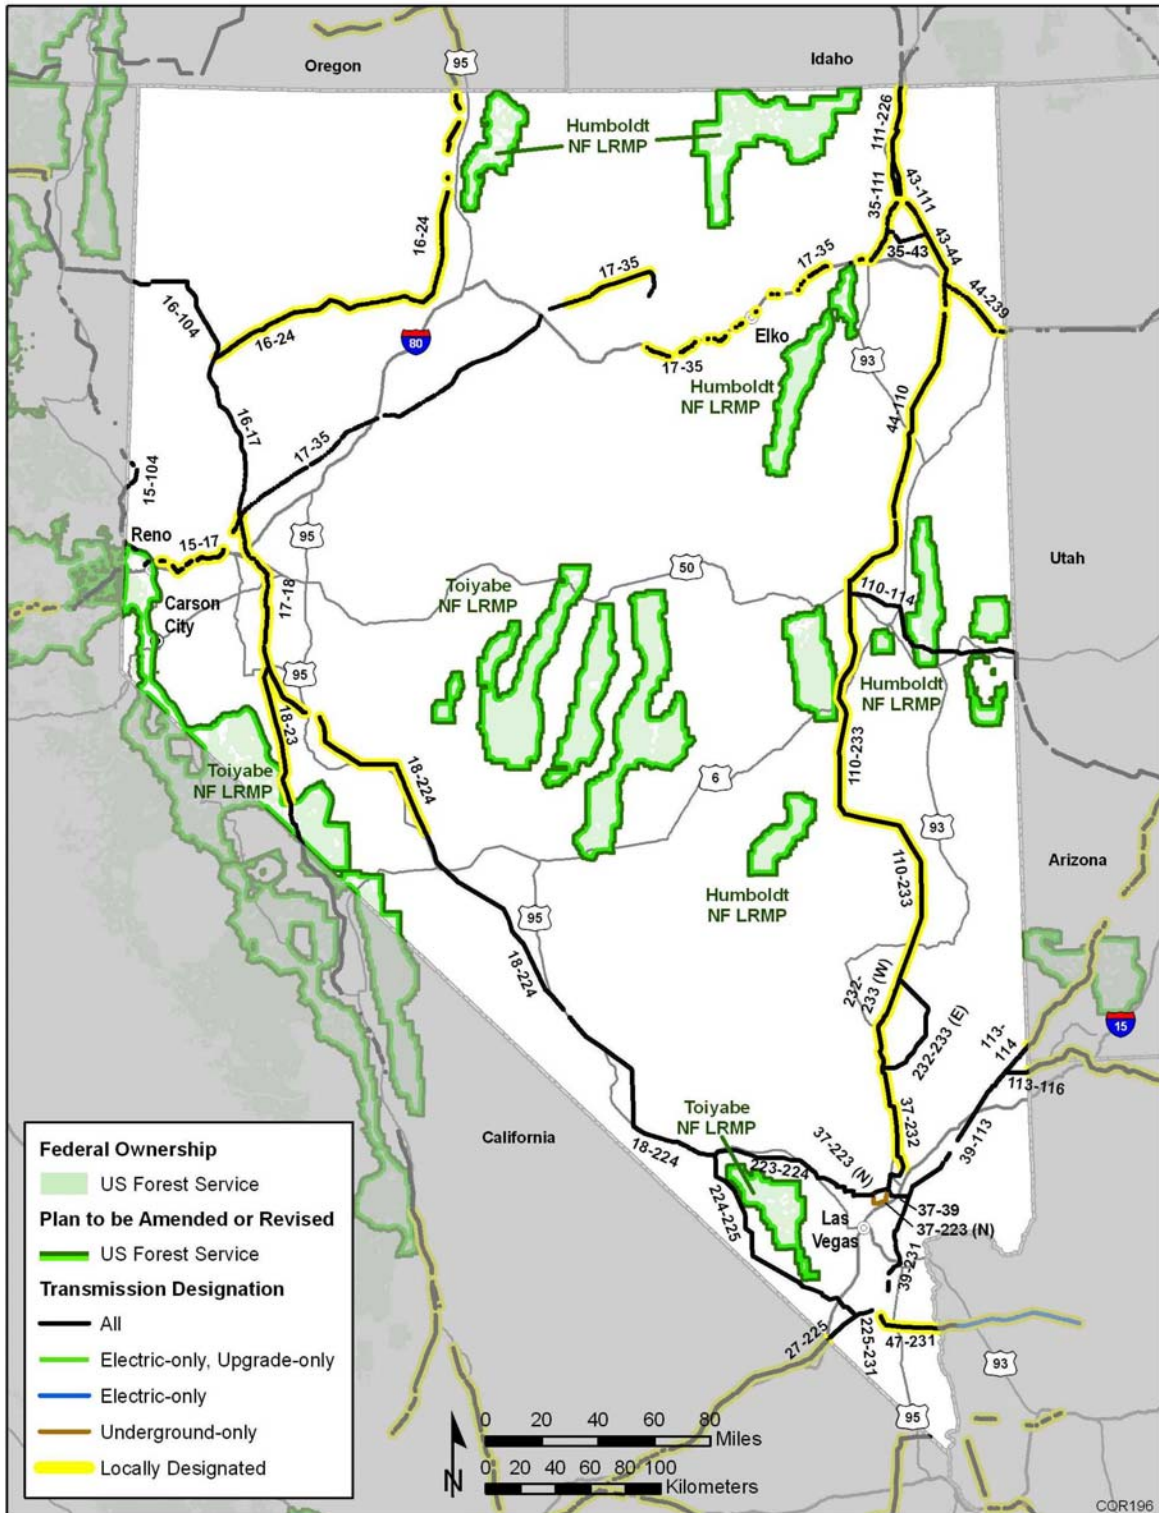 Oregon
95
Idaho
Humboldt
NF LRMP
111-226
35-111
43-111
43-44
35-43
16-24
17-35
17-35
44-239
16-104
16-24
80
Elko
17-35
93
Humboldt
NF LRMP
44-110
16-17
17-35
15-104
Reno
15-17
95
Utah
50
Toiyabe
NF LRMP
17-18
110-114
Carson
City
95
Humboldt
NF LRMP
18-23
110-233
Toiyabe
NF LRMP
18-224
6
93
Arizona
110-233
Humboldt
NF LRMP
95
18-224
232-
233 (W)
232-233 (E)
15
113-
114
113-116
Toiyabe
NF LRMP
37-232
California
18-224
37-223 (N)
39-113
223-224
224-225
37-39
37-223 (N)
Las
Vegas
39-231
27-225
225-231
47-231
93
95
Federal Ownership
US Forest Service
Plan to be Amended or Revised
US Forest Service
Transmission Designation
All
Electric-only, Upgrade-only
Electric-only
Underground-only
Locally Designated
N
0 20 40 60 80
Miles
0 20 40 60 80 100
Kilometers
COR196